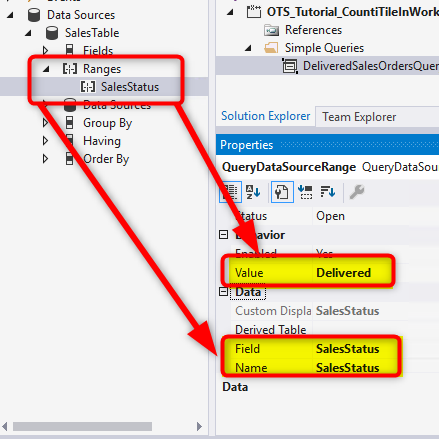 Data Sources
SalesTable
Fields
Ranges
SalesStatus
Data Sources
Group By
Having
Order By
OTS_Tutorial_CountiTileInWork
References
Simple Queries
DeliveredSalesOrdersQuery
Solution Explorer
Team Explorer
Properties
QueryDataSourceRange QueryDataSou
Status Open
Behavior
Enabled Yes
Value Delivered
Data
Custom Displa SalesStatus
Derived Table
Field SalesStatus
Name SalesStatus
Data